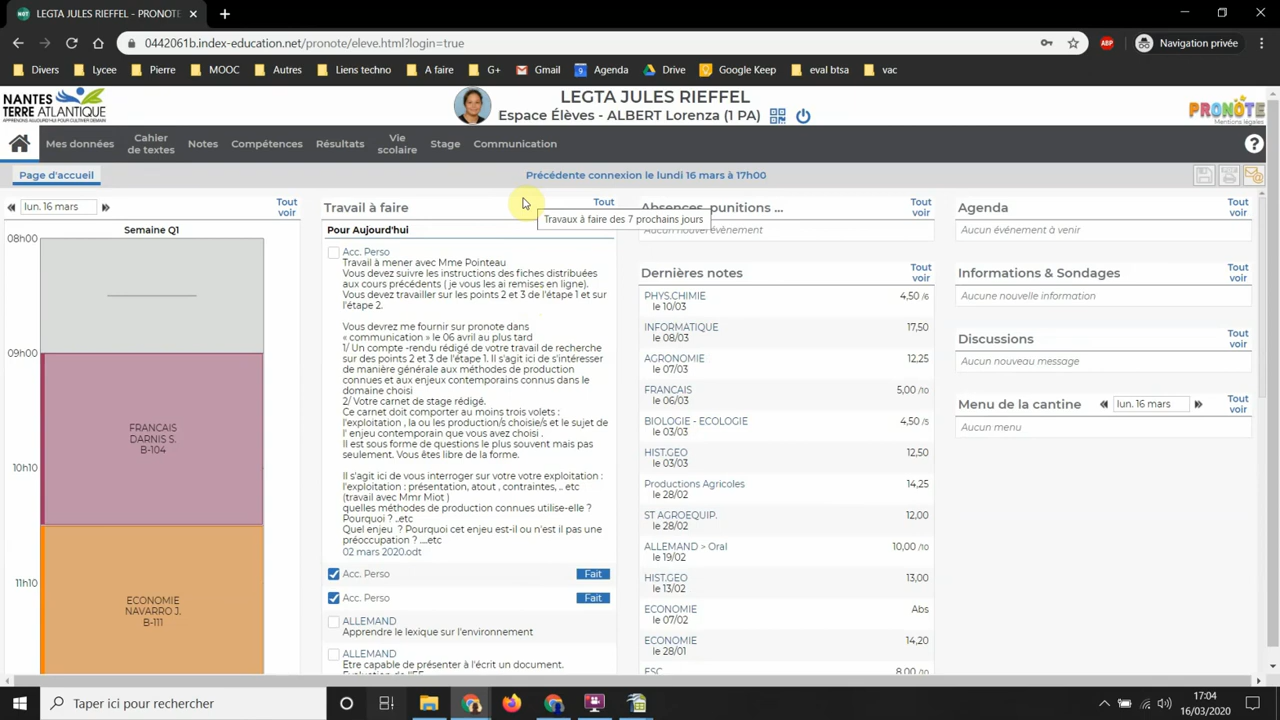 LEGTA JULES RIEFFEL - PRONOTE
0442061b.index-education.net/pronote/eleve.html?login=true
ABP
Navigation privée
Divers
Lycee
Pierre
MOOC
Autres
Liens techno
A faire
G+
Gmail
Agenda
Drive
Google Keep
eval btsa
vac
NANTES
TERRE ATLANTIQUE
LEGTA JULES RIEFFEL
Espace Élèves - ALBERT Lorenza (1 PA)
PRONOTE
Mentions légales
Mes données
Cahier
de textes
Notes
Compétences
Résultats
Vie
scolaire
Stage
Communication
?
Page d'accueil
Précédente connexion le lundi 16 mars à 17h00
lun. 16 mars
Tout
voir
Semaine Q1
08h00
09h00
FRANCAIS
DARNIS S.
B-104
10h10
11h10
ECONOMIE
NAVARRO J.
B-111
Travail à faire
Tout
Travaux à faire des 7 prochains jours
Pour Aujourd'hui
Acc. Perso
Travail à mener avec Mme Pointeau
Vous devez suivre les instructions des fiches distribuées
aux cours précédents ( je vous les ai remises en ligne).
Vous devez travailler sur les points 2 et 3 de l'étape 1 et sur
l'étape 2.
Vous devrez me fournir sur pronote dans
« communication » le 06 avril au plus tard
1/ Un compte -rendu rédigé de votre travail de recherche
sur des points 2 et 3 de l'étape 1. Il s'agit ici de s'intéresser
de manière générale aux méthodes de production
connues et aux enjeux contemporains connus dans le
domaine choisi
2/ Votre carnet de stage rédigé.
Ce carnet doit comporter au moins trois volets :
l'exploitation , la ou les production/s choisie/s et le sujet de
l' enjeu contemporain que vous avez choisi .
Il est sous forme de questions le plus souvent mais pas
seulement. Vous êtes libre de la forme.
Il s'agit ici de vous interroger sur votre votre exploitation :
l'exploitation : présentation, atout , contraintes, .. etc
(travail avec Mmr Miot )
quelles méthodes de production connues utilise-elle ?
Pourquoi ? ..etc
Quel enjeu ? Pourquoi cet enjeu est-il ou n'est il pas une
préoccupation ? ....etc
02 mars 2020.odt
Acc. Perso
Fait
Acc. Perso
Fait
ALLEMAND
Apprendre le lexique sur l'environnement
ALLEMAND
Etre capable de présenter à l'écrit un document.
Absences, punitions ...
Tout
voir
Aucun nouvel évènement
Dernières notes
Tout
voir
PHYS.CHIMIE
4,50 /6
le 10/03
INFORMATIQUE
17,50
le 08/03
AGRONOMIE
12,25
le 07/03
FRANCAIS
5,00 /10
le 06/03
BIOLOGIE - ECOLOGIE
4,50 /5
le 03/03
HIST.GEO
12,50
le 03/03
Productions Agricoles
14,25
le 28/02
ST AGROEQUIP.
12,00
le 28/02
ALLEMAND > Oral
10,00 /10
le 19/02
HIST.GEO
13,00
le 13/02
ECONOMIE
Abs
le 07/02
ECONOMIE
14,20
le 28/01
ESC
8,00 /10
Agenda
Tout
voir
Aucun événement à venir
Informations & Sondages
Tout
voir
Aucune nouvelle information
Discussions
Tout
voir
Aucun nouveau message
Menu de la cantine
lun. 16 mars
Tout
voir
Aucun menu
Taper ici pour rechercher
17:04
16/03/2020